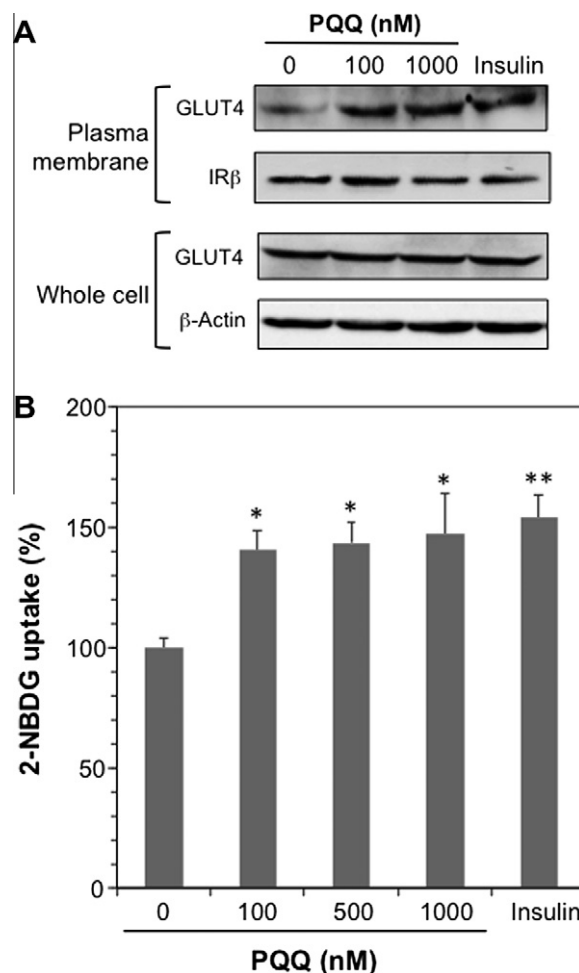 A
PQQ (nM)
0 100 1000 Insulin
Plasma membrane
GLUT4
IRβ
Whole cell
GLUT4
β-Actin
B
2-NBDG uptake (%)
200
150
100
50
0
* * * **
0 100 500 1000 Insulin
PQQ (nM)